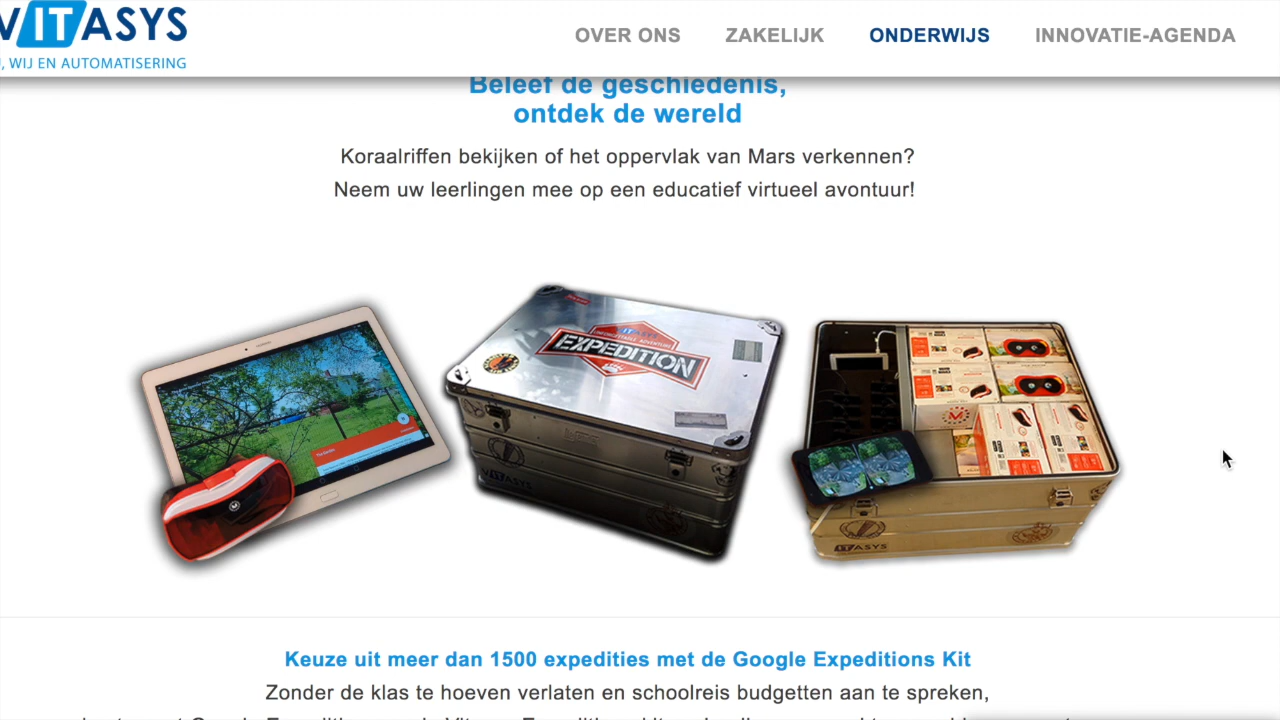 VITASYS
, WIJ EN AUTOMATISERING
OVER ONS ZAKELIJK ONDERWIJS INNOVATIE-AGENDA
Beleef de geschiedenis,
ontdek de wereld
Koraalriffen bekijken of het oppervlak van Mars verkennen?
Neem uw leerlingen mee op een educatief virtueel avontuur!
EXPEDITION
VITASYS
ITASYS
Keuze uit meer dan 1500 expedities met de Google Expeditions Kit
Zonder de klas te hoeven verlaten en schoolreis budgetten aan te spreken,